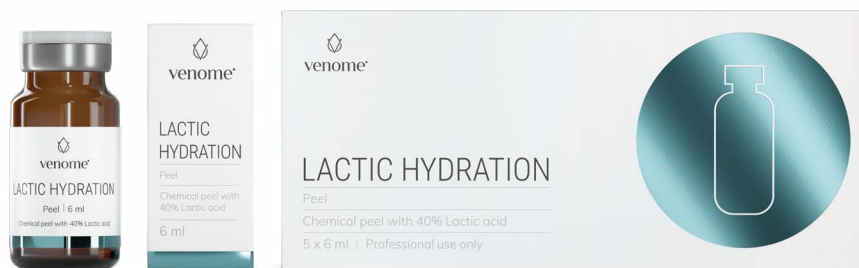 venome
LACTIC HYDRATION
Peel | 6 ml
Chemical peel with 40% Lactic acid
venome
LACTIC
HYDRATION
Peel
Chemical peel with
40% Lactic acid
6 ml
venome
LACTIC HYDRATION
Peel
Chemical peel with 40% Lactic acid
5 x 6 ml | Professional use only